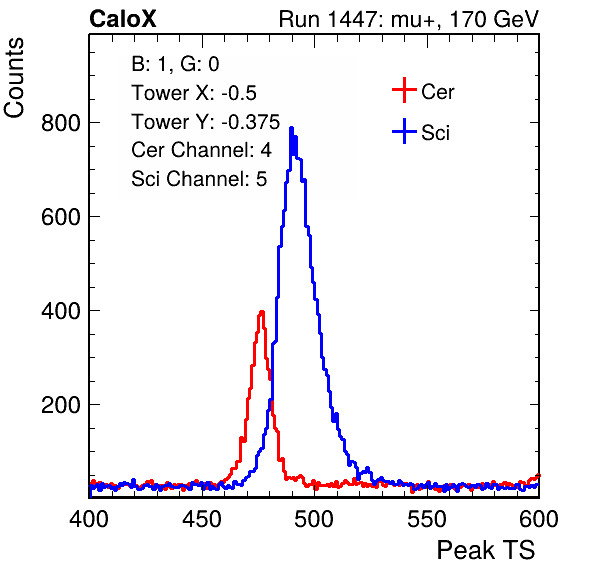 CaloX Run 1447: mu+, 170 GeV
Counts
B: 1, G: 0
Tower X: -0.5
Tower Y: -0.375
Cer Channel: 4
Sci Channel: 5
Cer
Sci
800
600
400
200
400 450 500 550 600
Peak TS